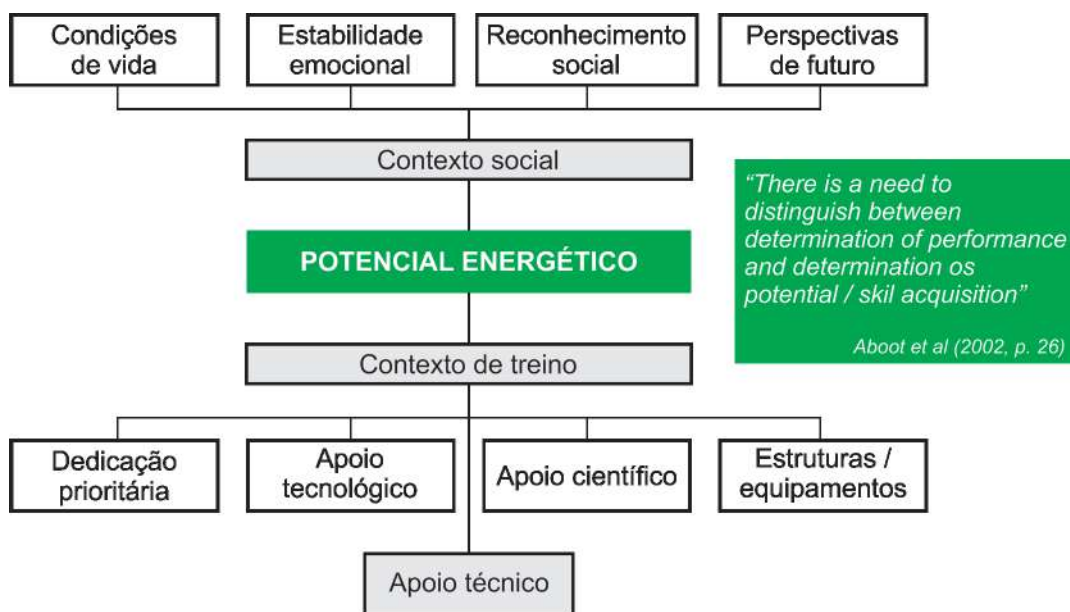 Condições
de vida
Estabilidade
emocional
Reconhecimento
social
Perspectivas
de futuro
Contexto social
POTENCIAL ENERGÉTICO
“There is a need to
distinguish between
determination of performance
and determination os
potential / skil acquisition”
Aboot et al (2002, p. 26)
Contexto de treino
Dedicação
prioritária
Apoio
tecnológico
Apoio científico
Estruturas /
equipamentos
Apoio técnico